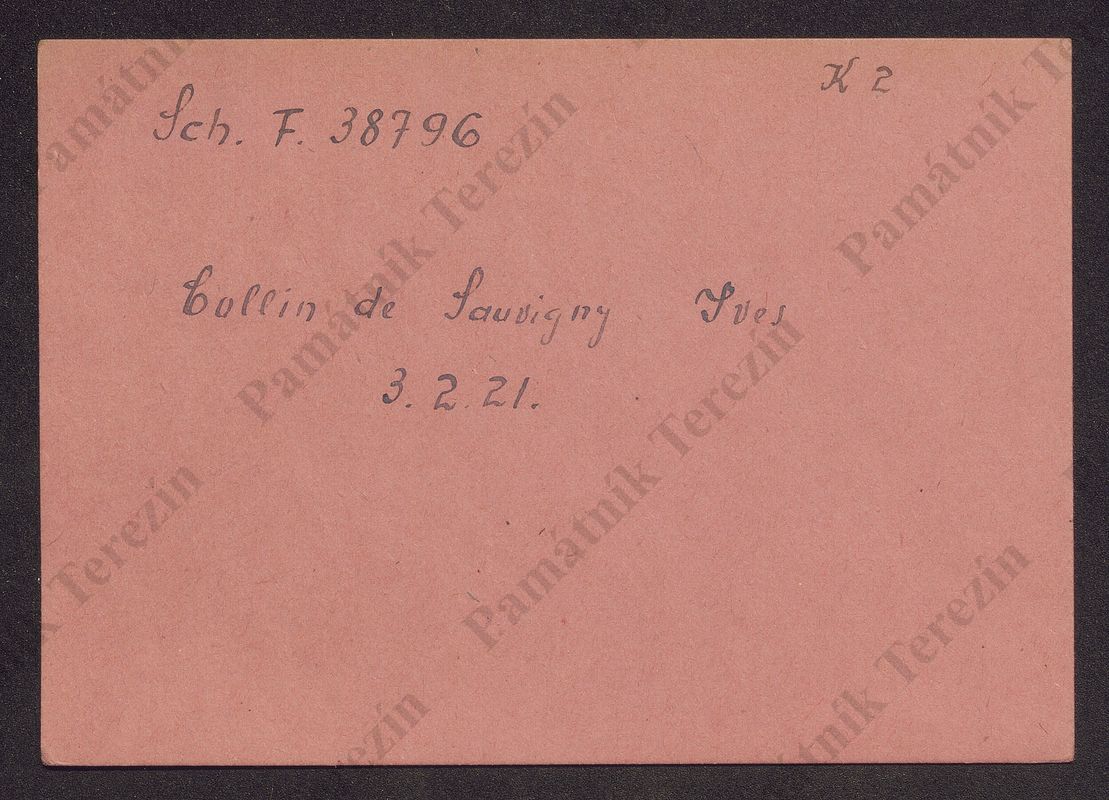 K 2
Sch. F. 38796
Collin de Sauvigny Yves
3. 2. 21.
Památník Terezín